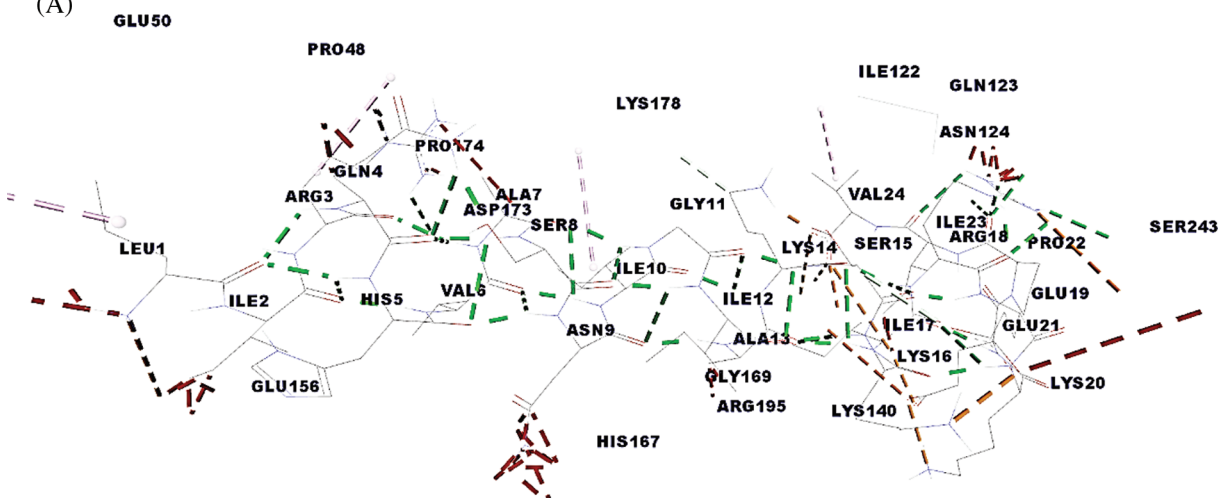 (A)
GLU50
PRO48
ILE122
GLN123
LYS178
ASN124
PRO174
GLN4
ARG3
ALA7
ASP173
SER8
GLY11
VAL24
ILE23
SER15
ARG18
PRO22
SER243
LEU1
LYS14
ILE10
ILE2
HIS5
VAL6
ILE12
GLU19
ASN9
ALA13
ILE17
GLU21
LYS16
GLU156
GLY169
ARG195
LYS140
LYS20
HIS167